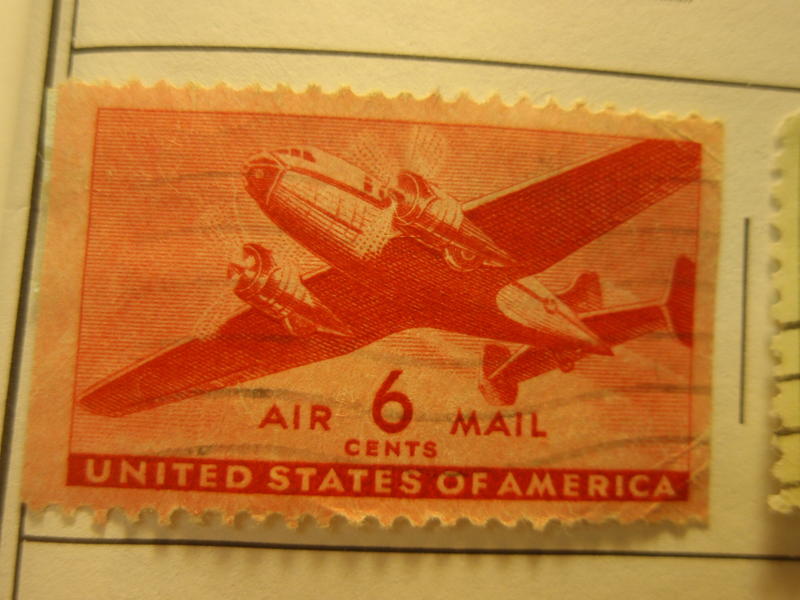 AIR 6 MAIL
CENTS
UNITED STATES OF AMERICA